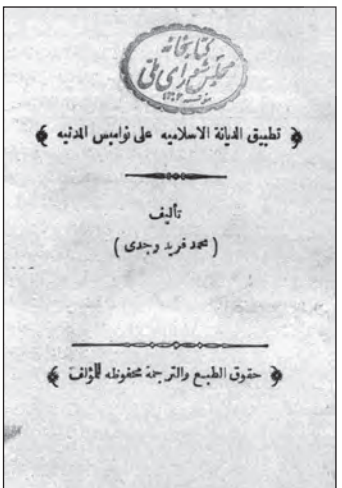 کتابخانه
مجلس شورای ملی
﴿ تطبيق الديانة الاسلاميه على نواميس المدنيه ﴾
تأليف
( محمد فريد وجدى )
﴿ حقوق الطبع والترجمة محفوظه للمؤلف ﴾